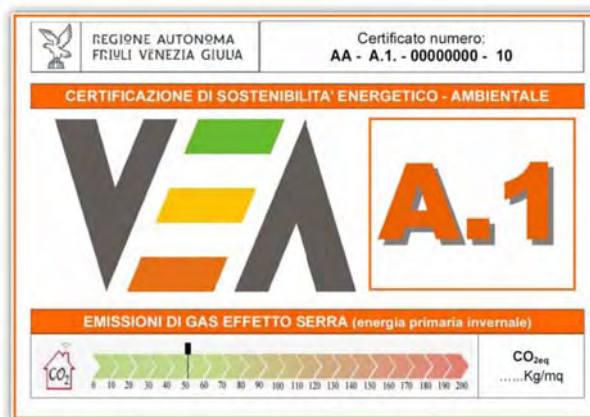 REGIONE AUTONOMA
FRIULI VENEZIA GIULIA
Certificato numero:
AA - A.1. - 00000000 - 10
CERTIFICAZIONE DI SOSTENIBILITA' ENERGETICO - AMBIENTALE
VEA
A.1
EMISSIONI DI GAS EFFETTO SERRA (energia primaria invernale)
CO2
0 10 20 30 40 50 60 70 80 90 100 110 120 130 140 150 160 170 180 190 200
CO2eq
......Kg/mq